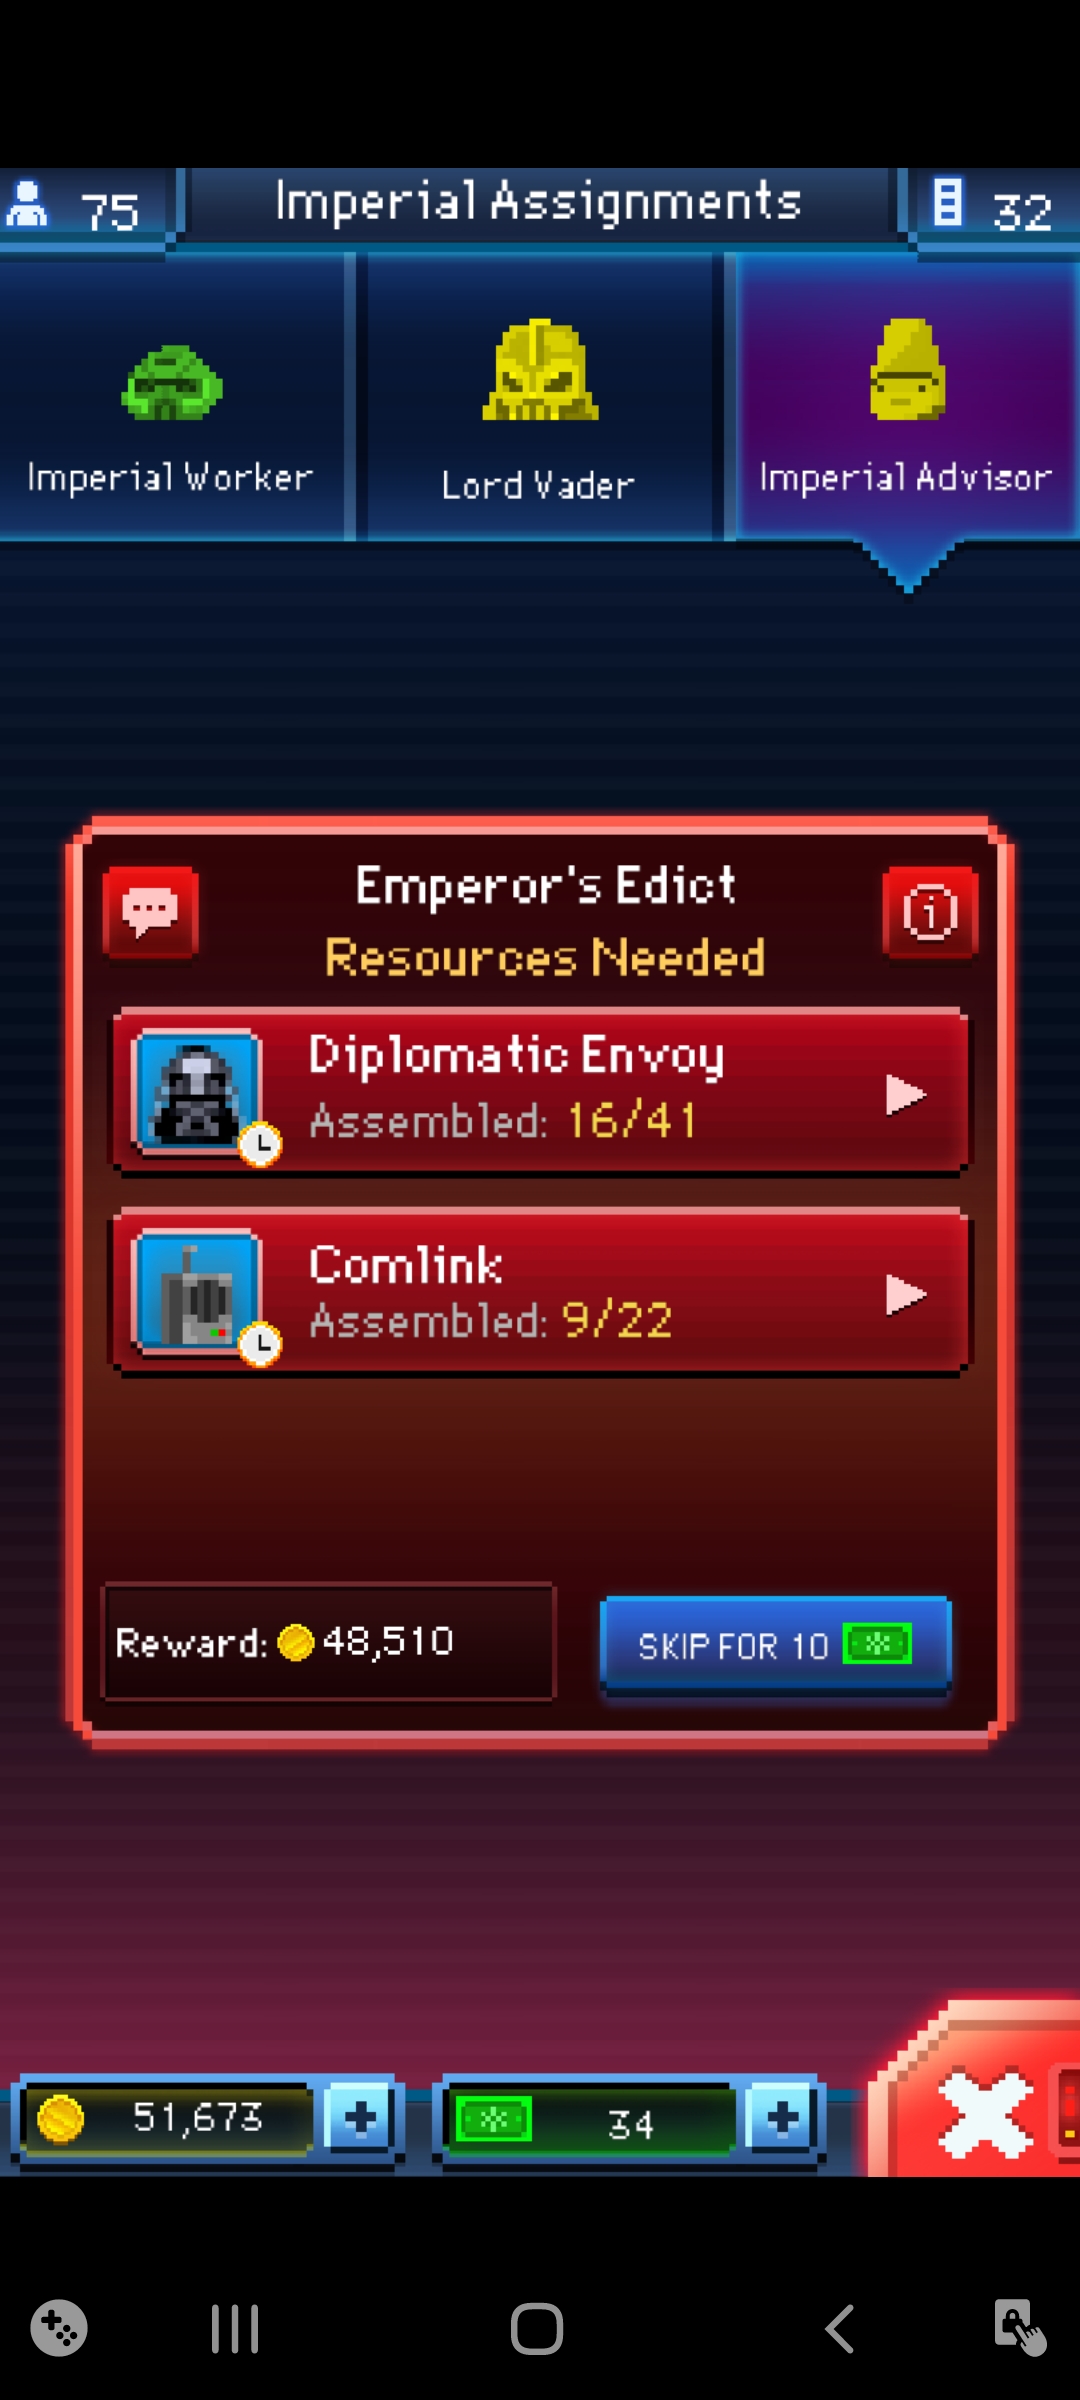 75
Imperial Assignments
32
Imperial Worker
Lord Vader
Imperial Advisor
Emperor's Edict
Resources Needed
Diplomatic Envoy
Assembled: 16/41
Comlink
Assembled: 9/22
Reward: 48,510
SKIP FOR 10
51,673
34